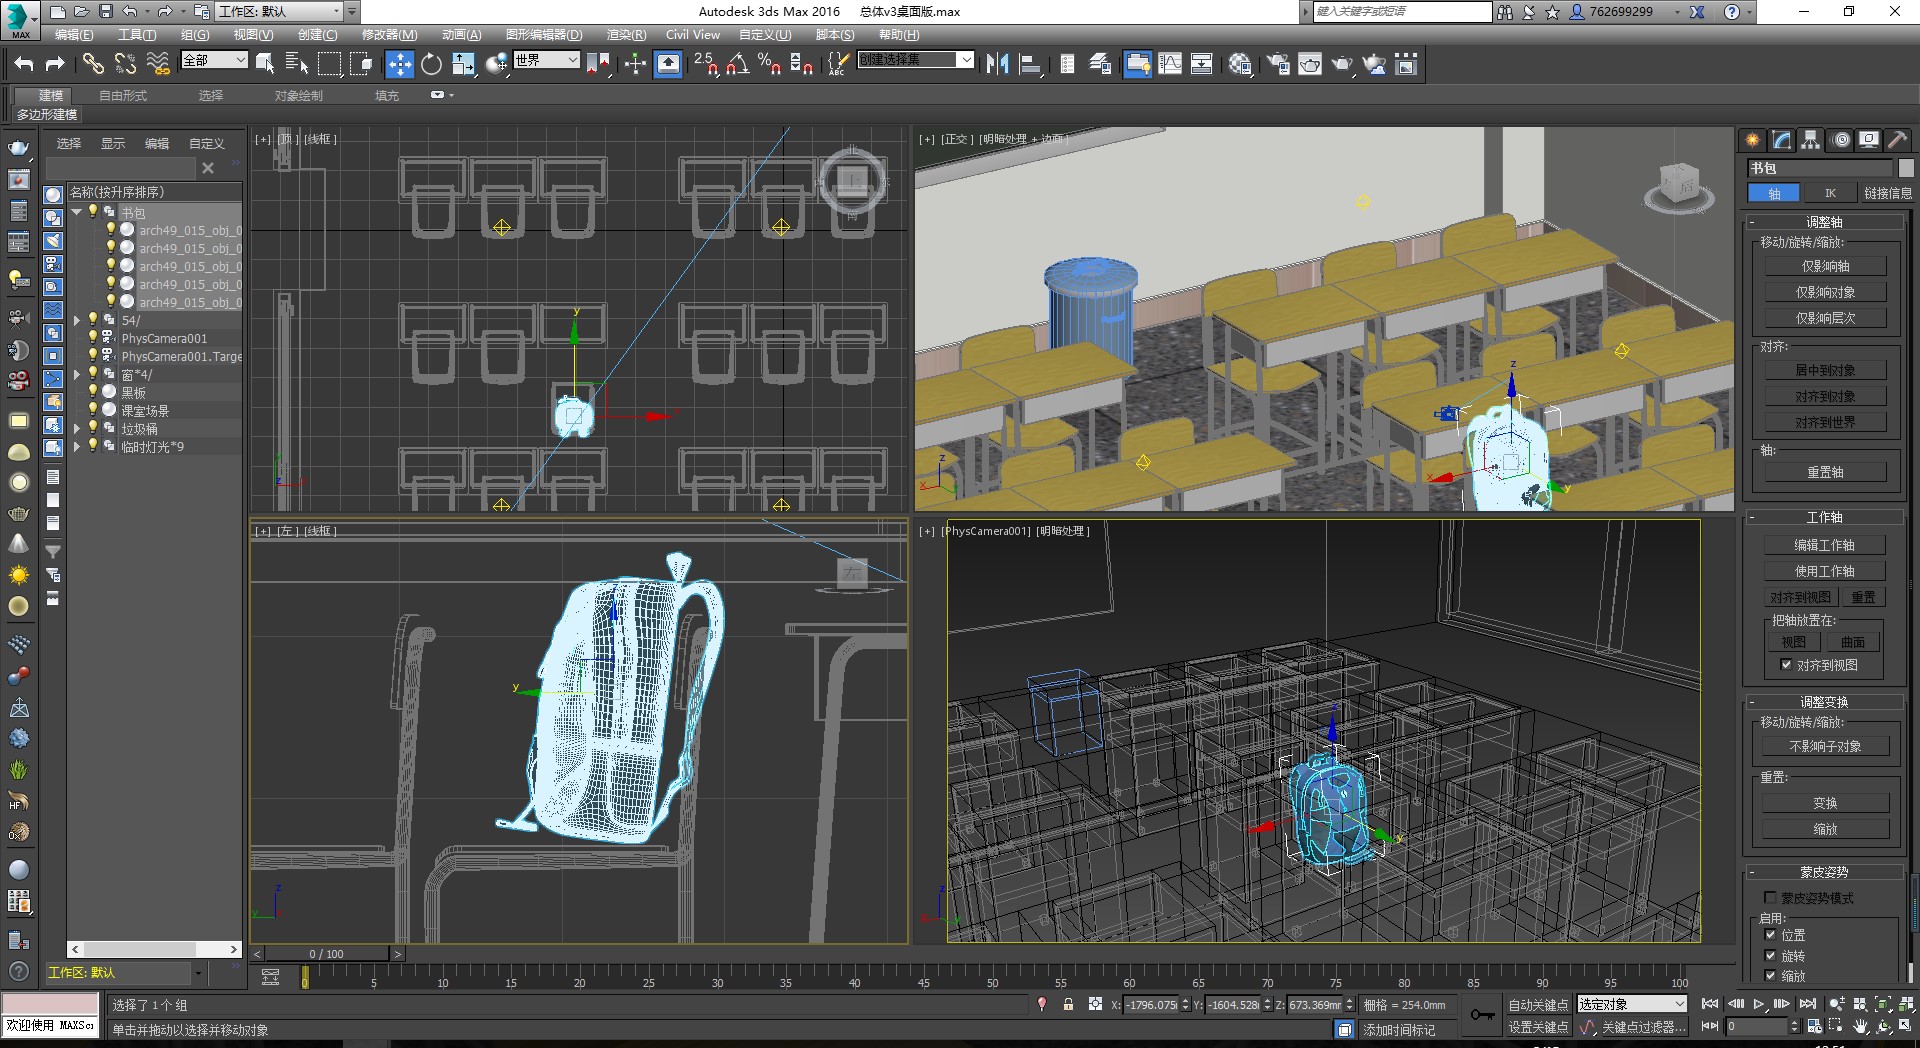 工作区: 默认
Autodesk 3ds Max 2016 总体v3桌面版.max
键入关键字或短语
762699299
MAX
编辑(E) 工具(T) 组(G) 视图(V) 创建(C) 修改器(M) 动画(A) 图形编辑器(D) 渲染(R) Civil View 自定义(U) 脚本(S) 帮助(H)
全部
世界
2.5
创建选择集
建模 自由形式 选择 对象绘制 填充
多边形建模
选择 显示 编辑 自定义
名称(按升序排序)
书包
arch49_015_obj_0
arch49_015_obj_0
arch49_015_obj_0
arch49_015_obj_0
arch49_015_obj_0
54/
PhysCamera001
PhysCamera001.Targe
窗*4/
黑板
课室场景
垃圾桶
临时灯光*9
工作区: 默认
[+] [顶] [线框]
[+] [正交] [明暗处理 + 边面]
[+] [左] [线框]
[+] [PhysCamera001] [明暗处理]
书包
轴 IK 链接信息
调整轴
移动/旋转/缩放:
仅影响轴
仅影响对象
仅影响层次
对齐:
居中到对象
对齐到对象
对齐到世界
轴:
重置轴
工作轴
编辑工作轴
使用工作轴
对齐到视图 重置
把轴放置在:
视图 曲面
对齐到视图
调整变换
移动/旋转/缩放:
不影响子对象
重置:
变换
缩放
蒙皮姿势
蒙皮姿势模式
启用:
位置
旋转
缩放
0 / 100
0 5 10 15 20 25 30 35 40 45 50 55 60 65 70 75 80 85 90 95 100
选择了 1 个 组
X: -1796.075 Y: -1604.528 Z: 673.369mm 栅格 = 254.0mm
自动关键点 选定对象
欢迎使用 MAXSc
单击并拖动以选择并移动对象
添加时间标记
设置关键点 关键点过滤器...
0